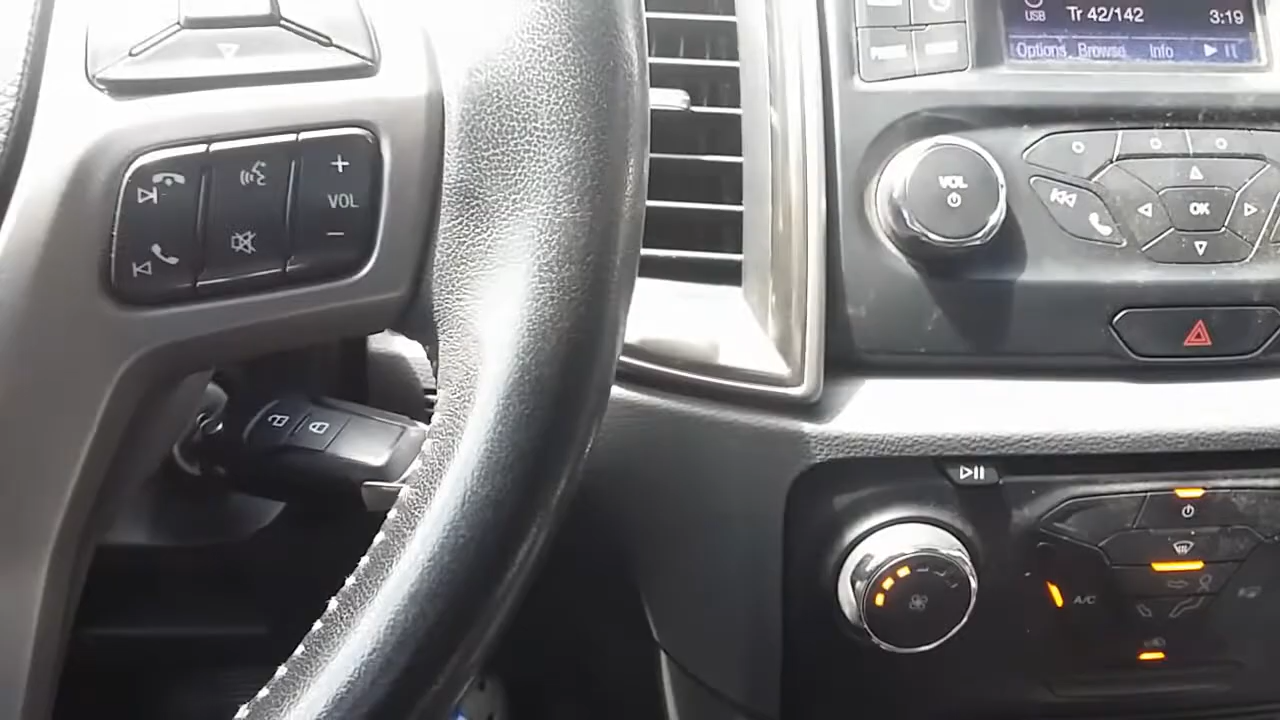 USB
Tr 42/142
3:19
Options
Browse
Info
+
VOL
−
VOL
OK
A/C